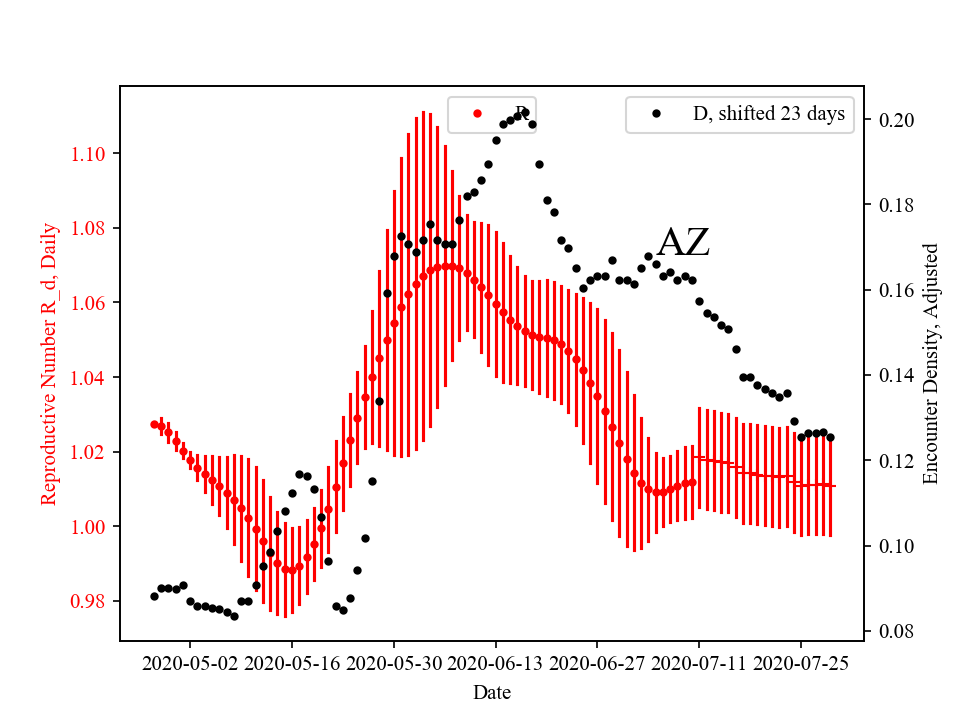 R
D, shifted 23 days
AZ
Reproductive Number R_d, Daily
1.10
1.08
1.06
1.04
1.02
1.00
0.98
0.20
0.18
0.16
0.14
0.12
0.10
0.08
Encounter Density, Adjusted
2020-05-02 2020-05-16 2020-05-30 2020-06-13 2020-06-27 2020-07-11 2020-07-25
Date